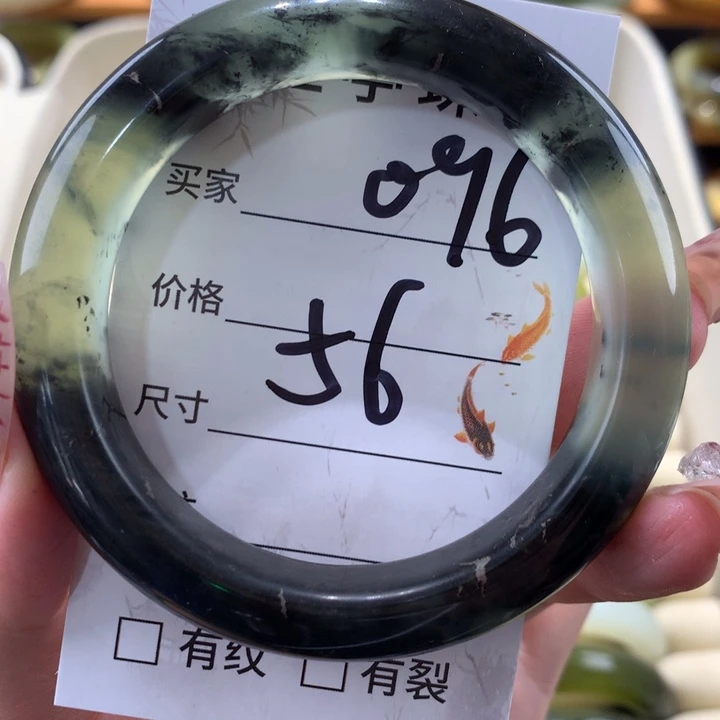 买家 096
价格
56
尺寸
□ 有纹 □ 有裂